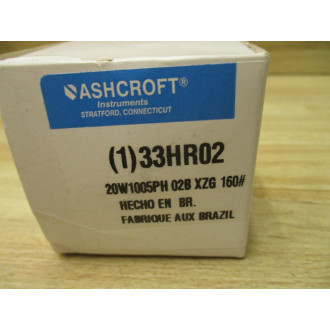 ASHCROFT®
Instruments
STRATFORD, CONNECTICUT
(1)33HR02
20W1005PH 02B XZG 160#
HECHO EN BR.
FABRIQUE AUX BRAZIL